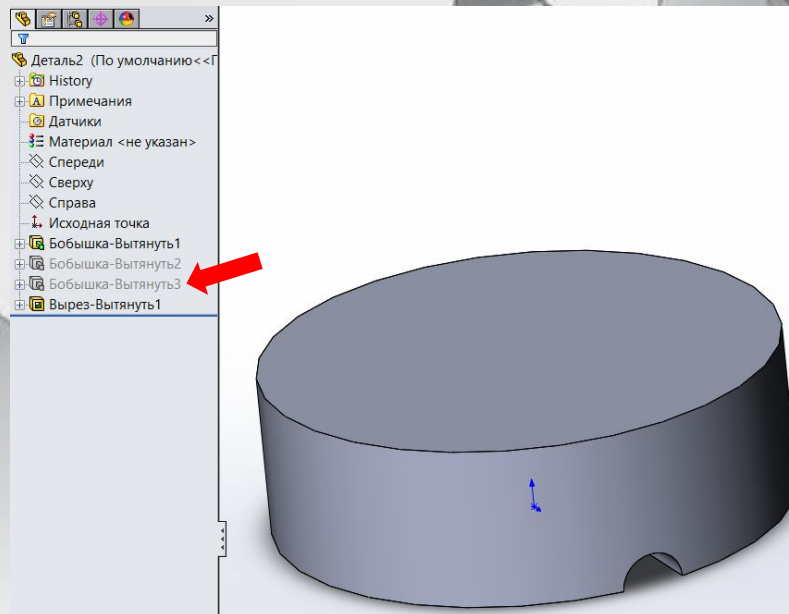 »
Деталь2 (По умолчанию<<П
History
Примечания
Датчики
Материал <не указан>
Спереди
Сверху
Справа
Исходная точка
Бобышка-Вытянуть1
Бобышка-Вытянуть2
Бобышка-Вытянуть3
Вырез-Вытянуть1